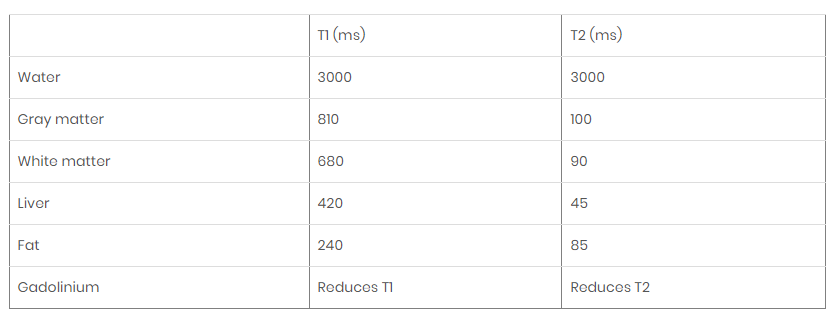 T1 (ms) T2 (ms)
Water 3000 3000
Gray matter 810 100
White matter 680 90
Liver 420 45
Fat 240 85
Gadolinium Reduces T1 Reduces T2